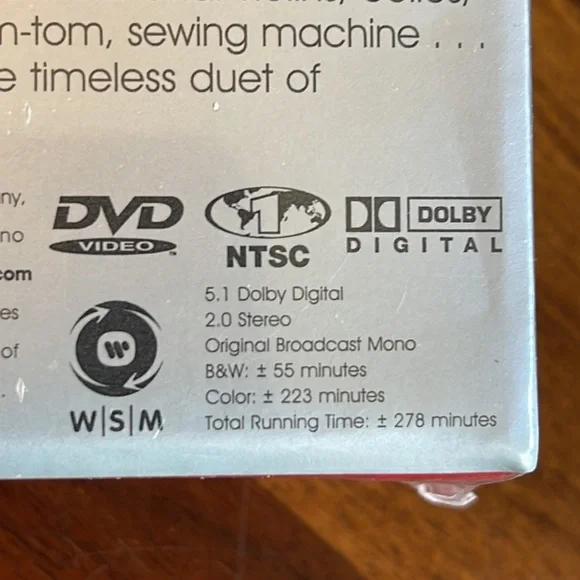 n-tom, sewing machine . . .
e timeless duet of
ny,
no
com
es
of
DVD
VIDEO
1
NTSC
DOLBY
DIGITAL
5.1 Dolby Digital
2.0 Stereo
Original Broadcast Mono
B&W: ± 55 minutes
Color: ± 223 minutes
Total Running Time: ± 278 minutes
W
W|S|M